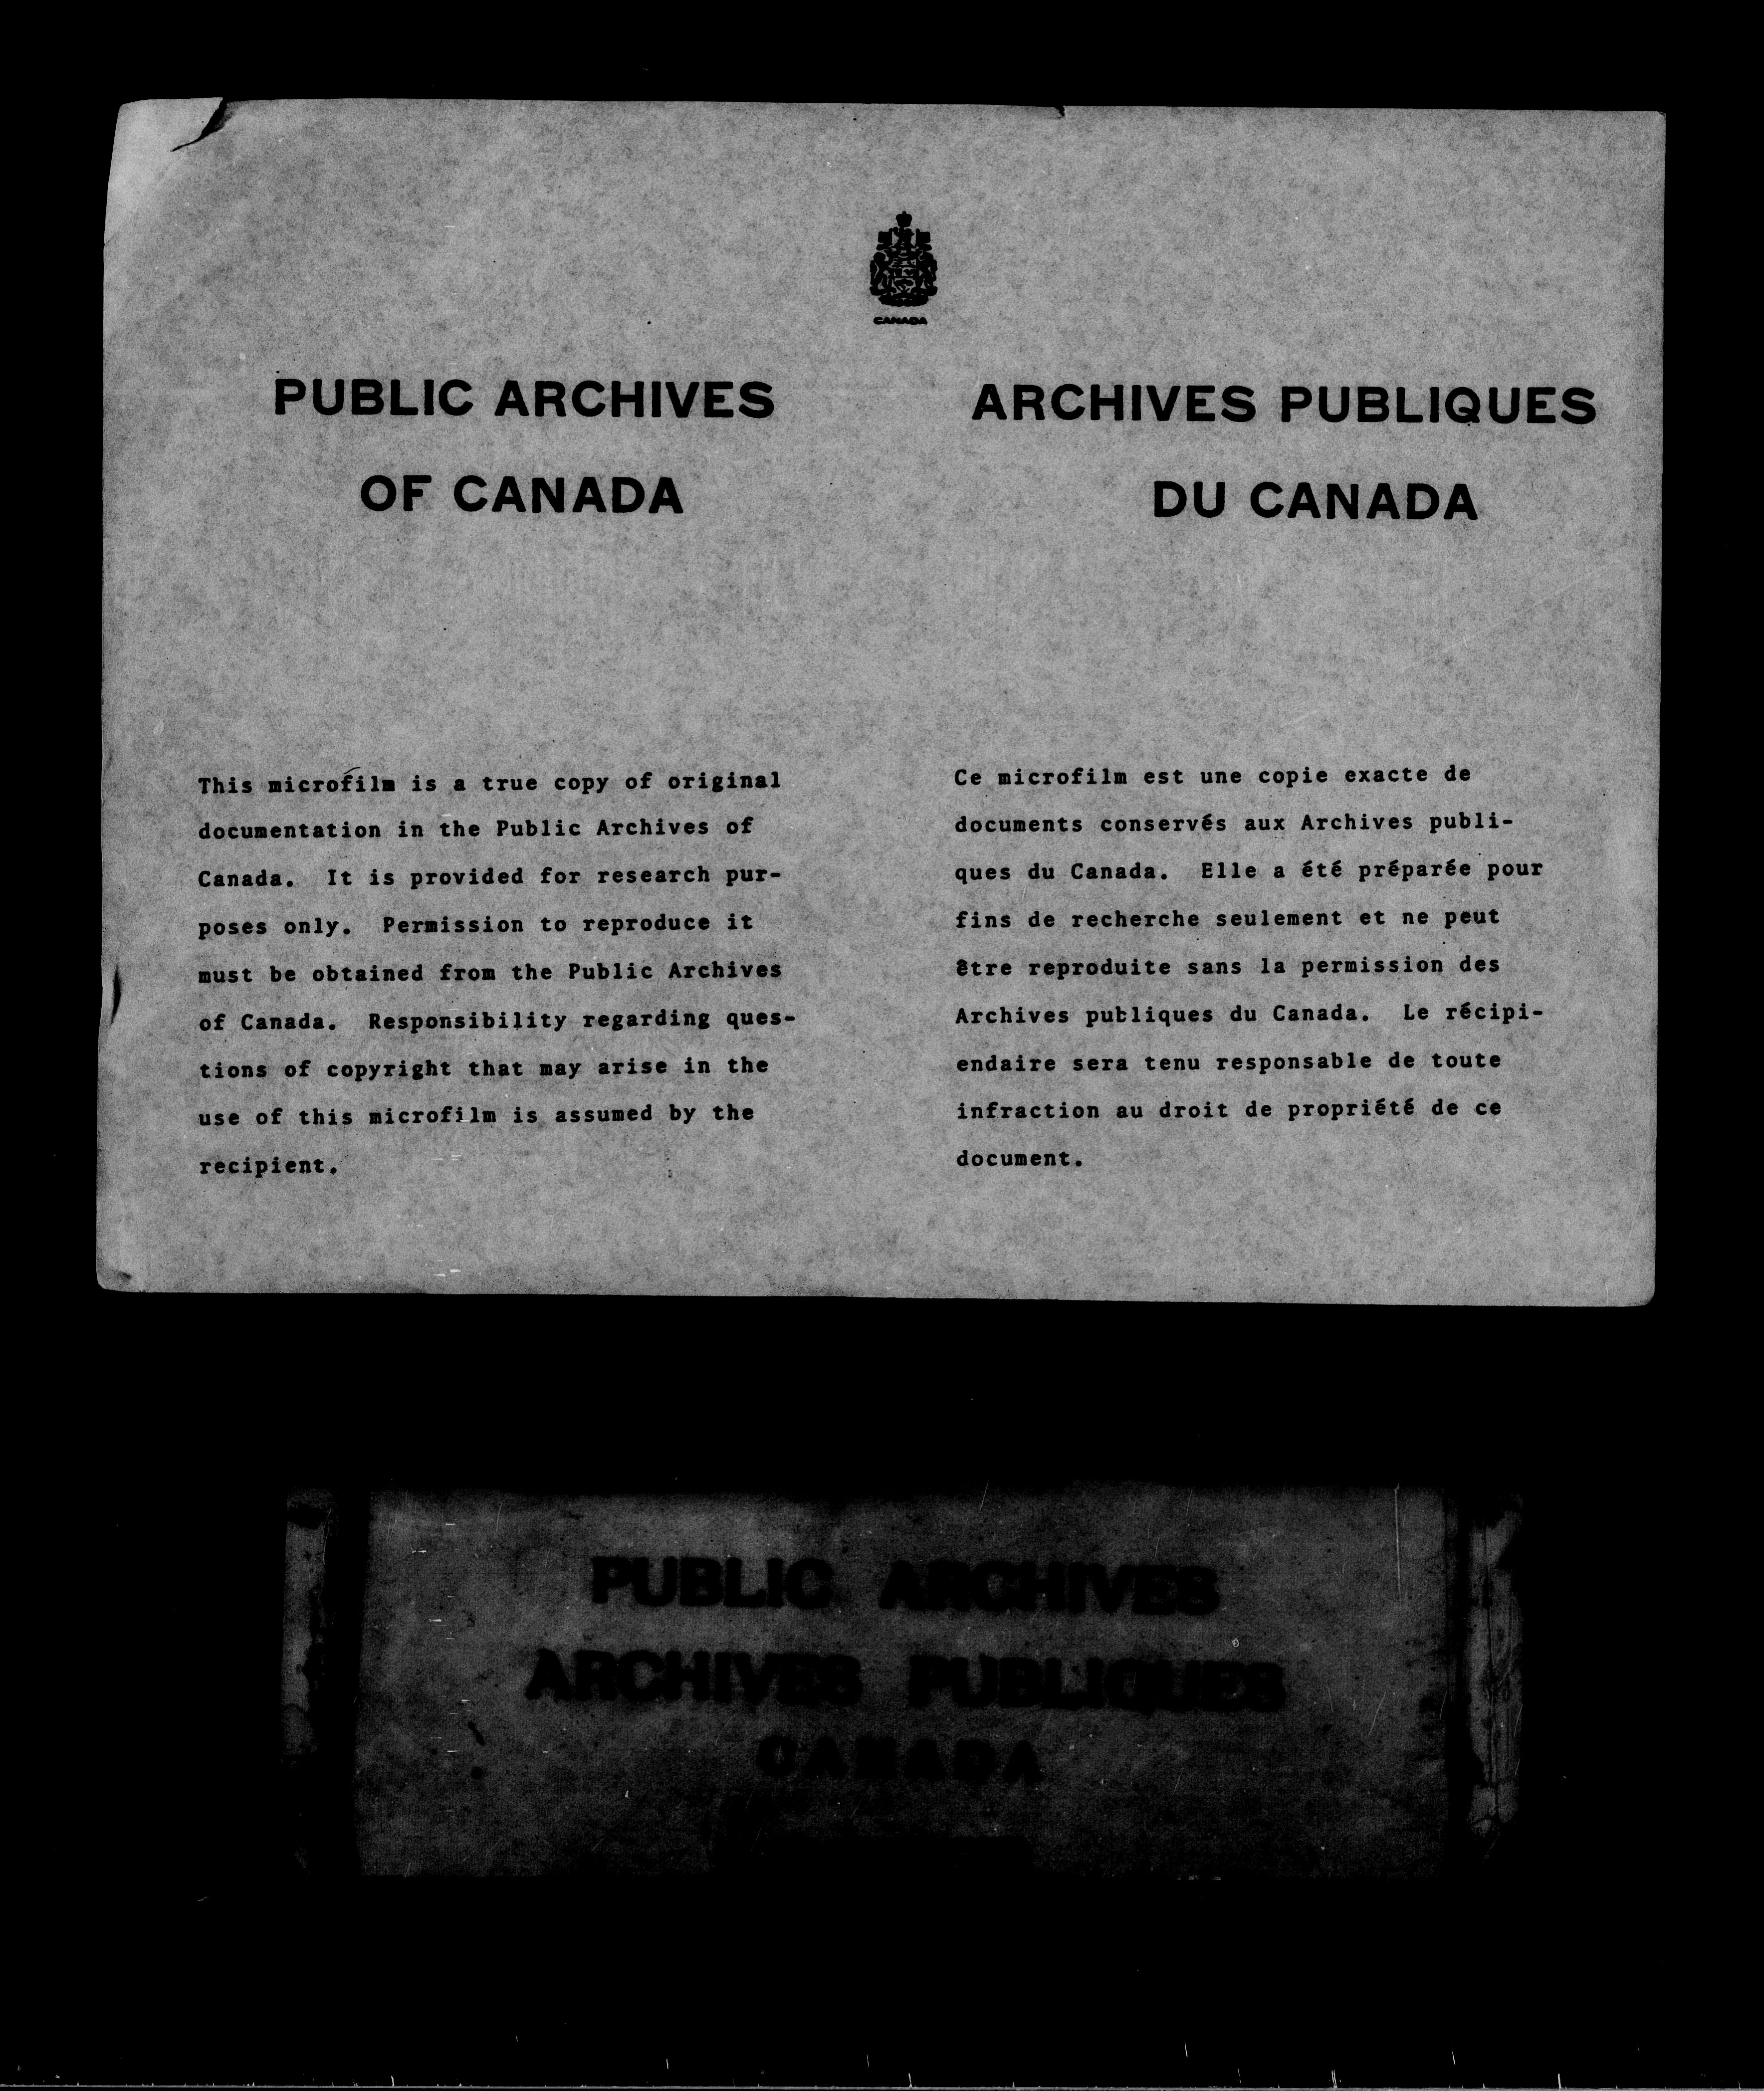 CANADA
PUBLIC ARCHIVES
OF CANADA
This microfilm is a true copy of original
documentation in the Public Archives of
Canada. It is provided for research pur-
poses only. Permission to reproduce it
must be obtained from the Public Archives
of Canada. Responsibility regarding ques-
tions of copyright that may arise in the
use of this microfilm is assumed by the
recipient.
ARCHIVES PUBLIQUES
DU CANADA
Ce microfilm est une copie exacte de
documents conservés aux Archives publi-
ques du Canada. Elle a été préparée pour
fins de recherche seulement et ne peut
être reproduite sans la permission des
Archives publiques du Canada. Le récipi-
endaire sera tenu responsable de toute
infraction au droit de propriété de ce
document.
PUBLIC ARCHIVES
ARCHIVES PUBLIQUES
CANADA